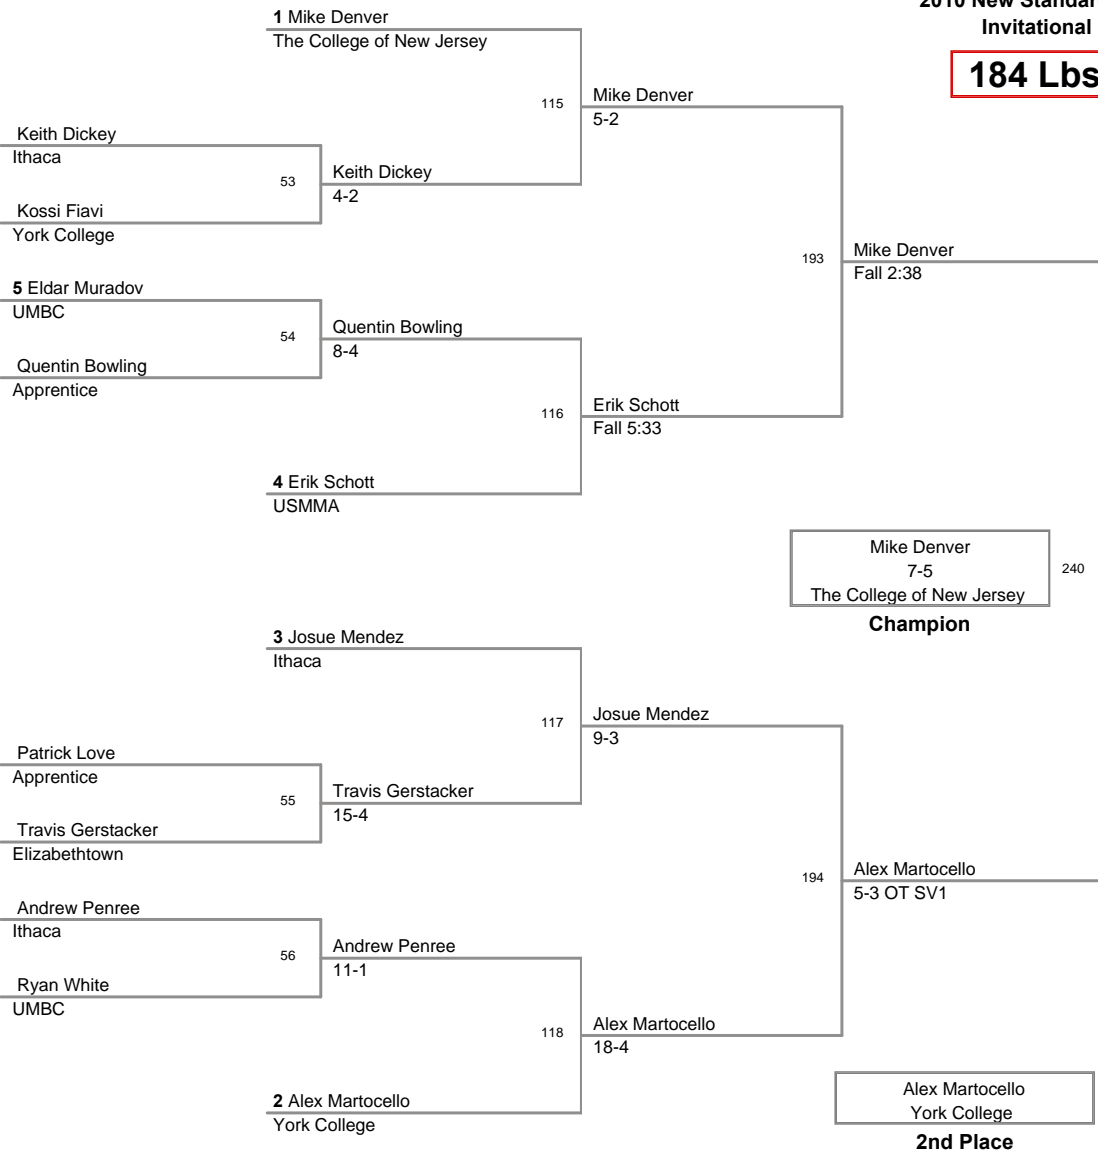 2010 New Standard
Invitational
184 Lbs
1 Mike Denver
The College of New Jersey
115
Mike Denver
5-2
Keith Dickey
Ithaca
53
Keith Dickey
4-2
Kossi Fiavi
York College
193
Mike Denver
Fall 2:38
5 Eldar Muradov
UMBC
54
Quentin Bowling
8-4
Quentin Bowling
Apprentice
116
Erik Schott
Fall 5:33
4 Erik Schott
USMMA
Mike Denver
7-5
The College of New Jersey
240
Champion
3 Josue Mendez
Ithaca
117
Josue Mendez
9-3
Patrick Love
Apprentice
55
Travis Gerstacker
15-4
Travis Gerstacker
Elizabethtown
194
Alex Martocello
5-3 OT SV1
Andrew Penree
Ithaca
56
Andrew Penree
11-1
Ryan White
UMBC
118
Alex Martocello
18-4
2 Alex Martocello
York College
Alex Martocello
York College
2nd Place